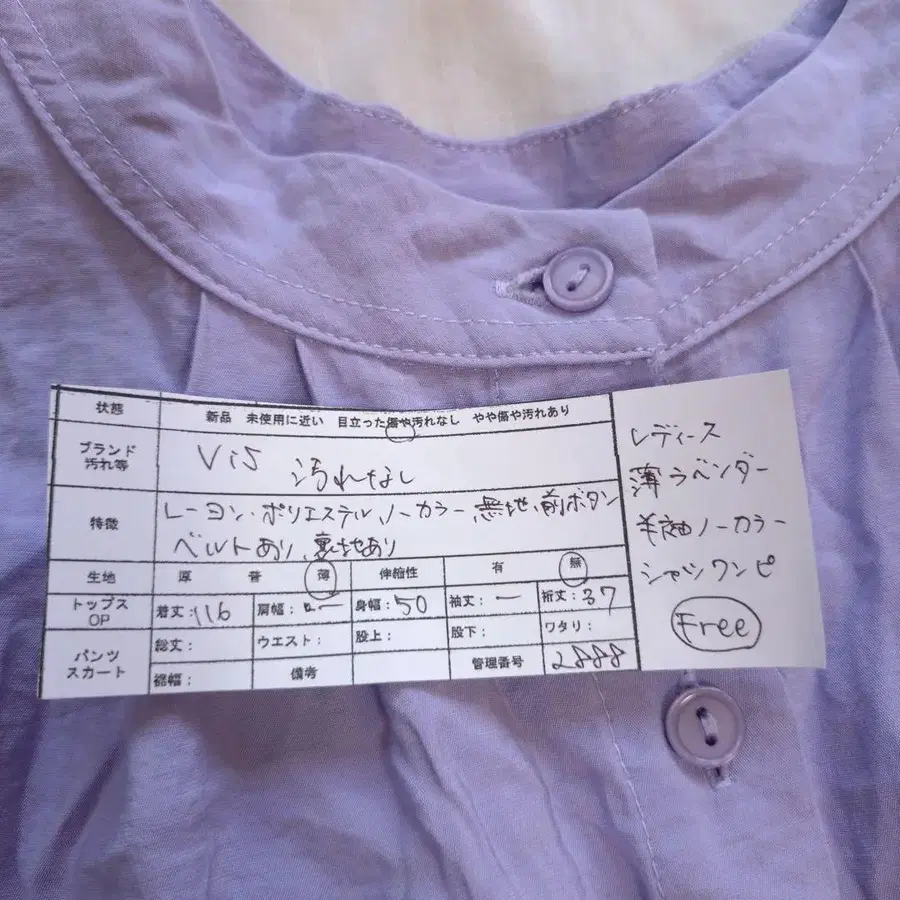 状態 新品 未使用に近い 目立った傷や汚れなし やや傷や汚れあり
ブランド 汚れ等 ViS 汚れなし
特徴 レーヨン・ポリエステル、ノーカラー、無地、前ボタン
ベルトあり、裏地あり
生地 厚 普 薄 伸縮性 有 無
トップス OP 着丈:116 肩幅:ー 身幅:50 袖丈:ー 裄丈:37
パンツ スカート 総丈: ウエスト: 股上: 股下: ワタリ:
裾幅: 備考 管理番号 2888
レディース
薄ラベンダー
半袖ノーカラー
シャツワンピ
Free